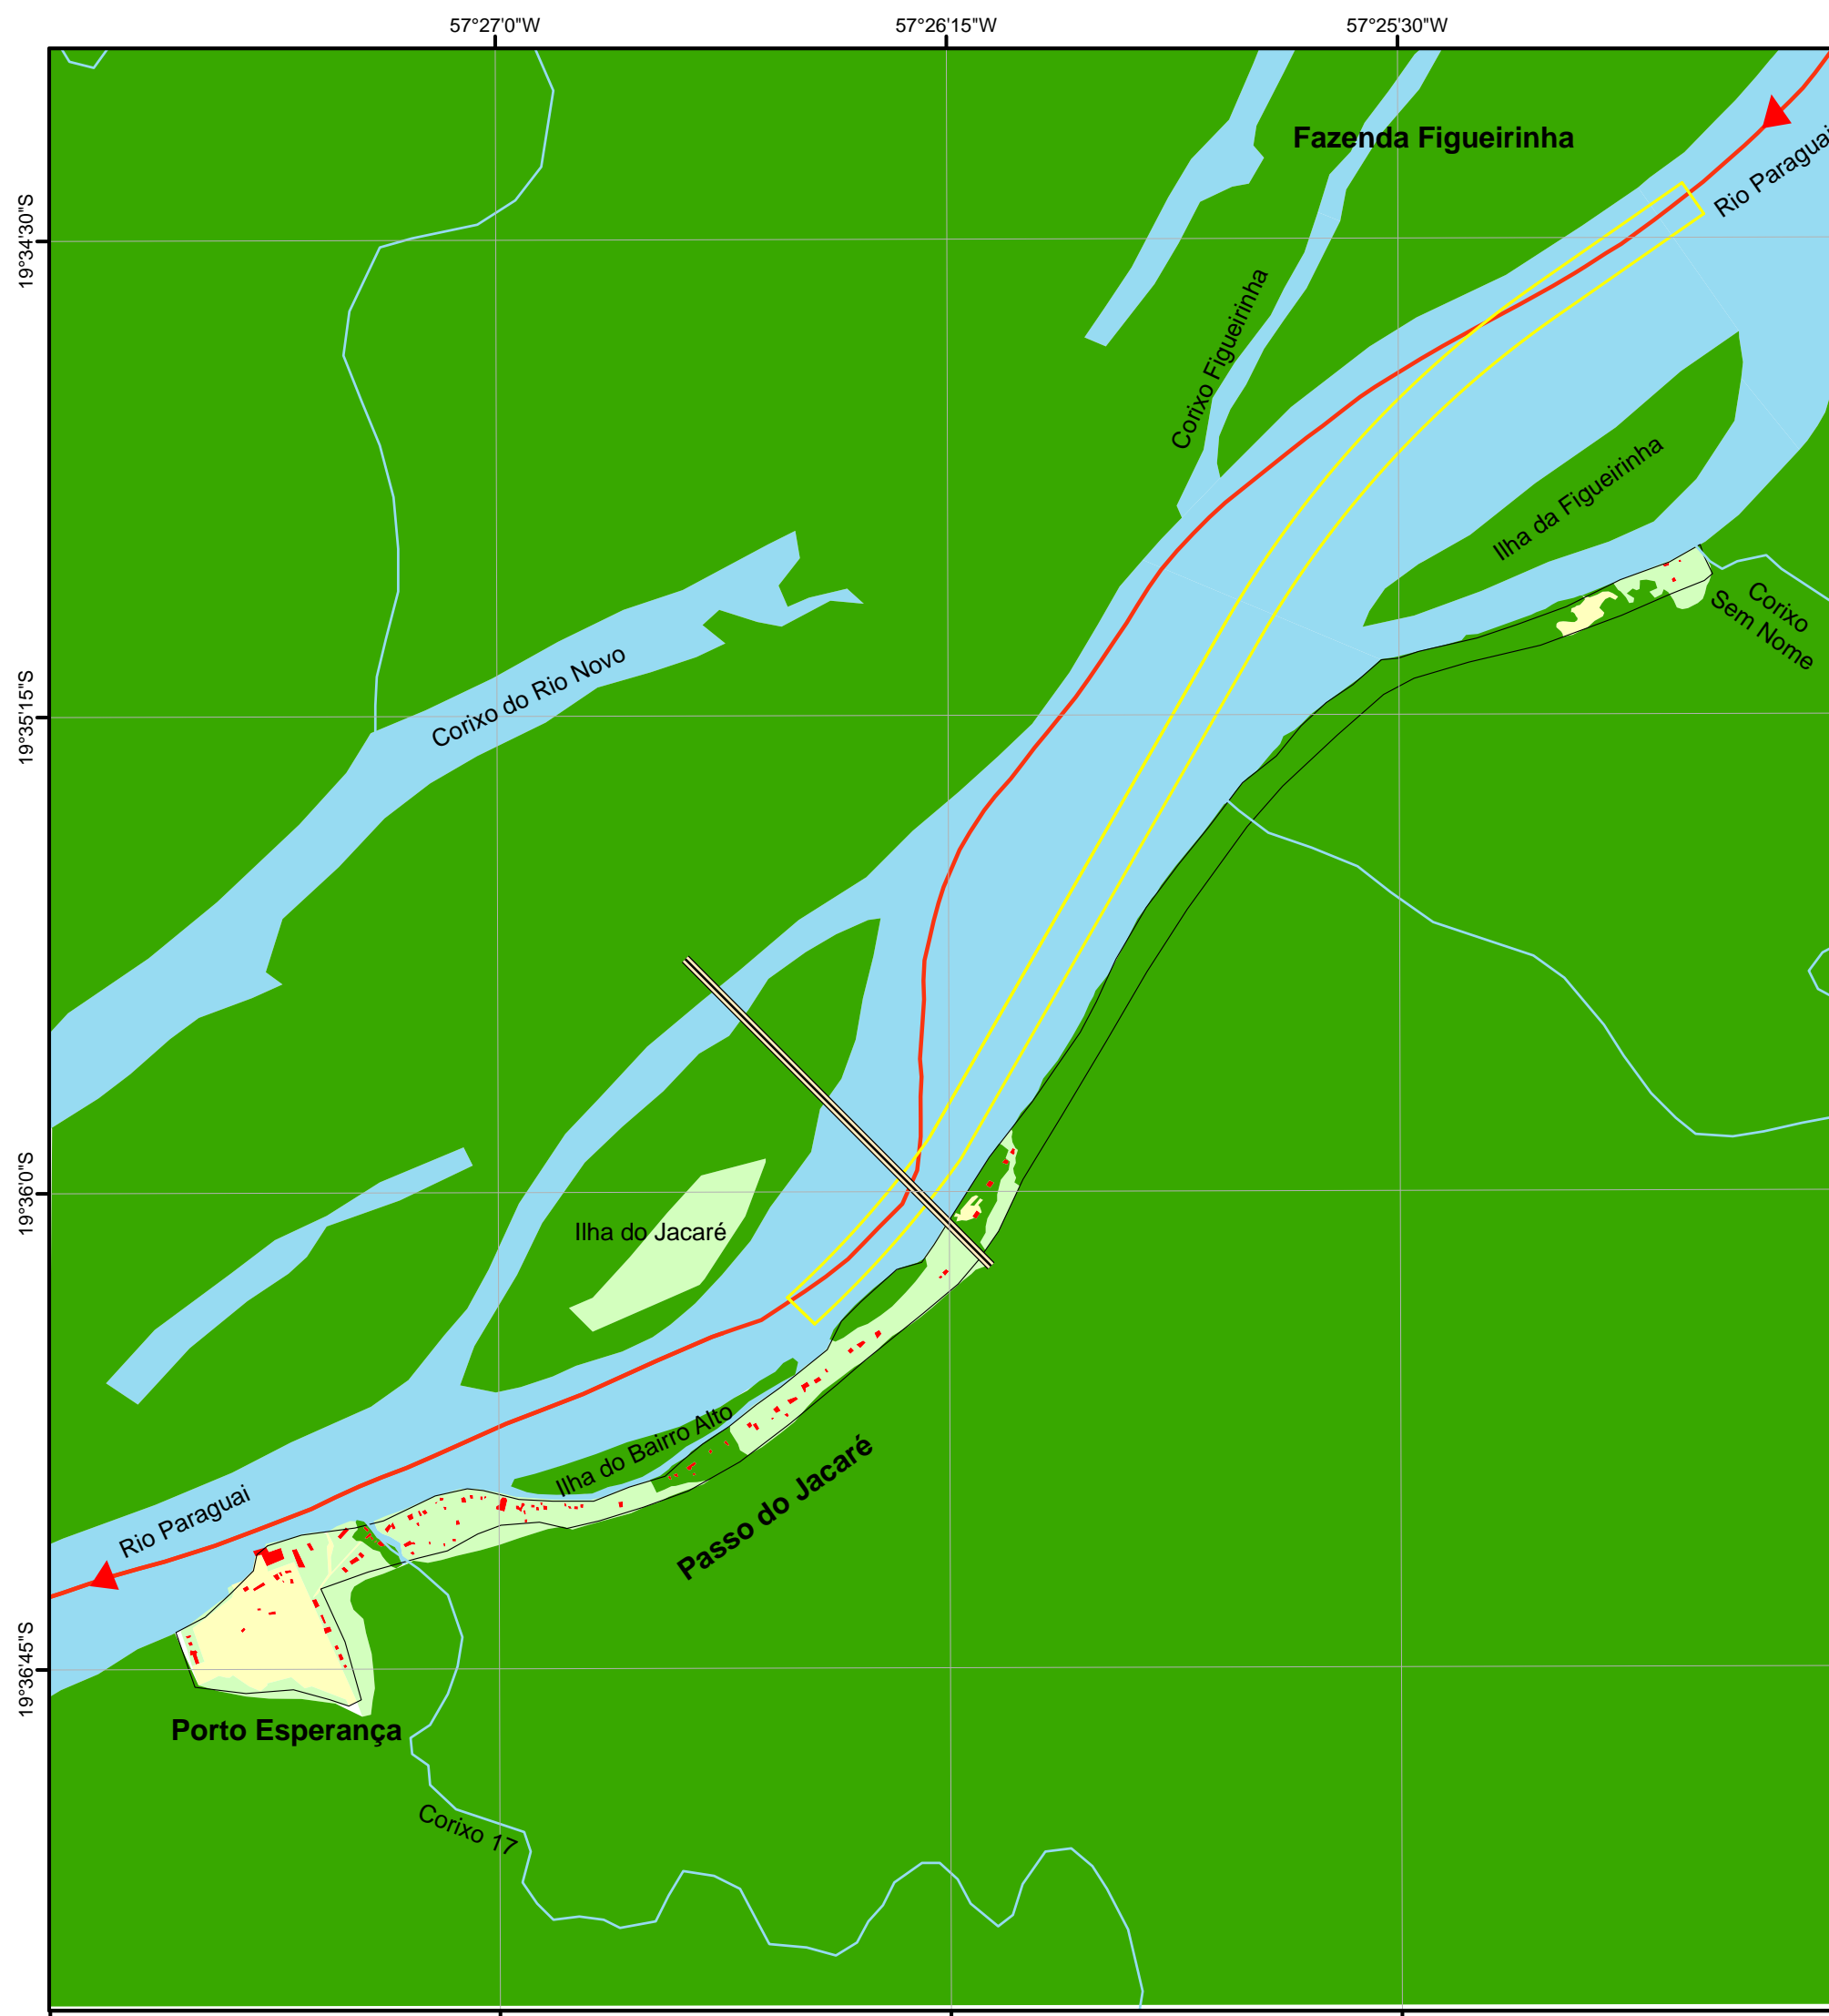 57°27'0"W
57°26'15"W
57°25'30"W
Fazenda Figueirinha
Rio Paraguai
19°34'30"S
Corixo Figueirinha
Ilha da Figueirinha
Corixo
Sem Nome
Corixo do Rio Novo
19°35'15"S
19°36'0"S
Ilha do Jacaré
Ilha do Bairro Alto
Passo do Jacaré
Rio Paraguai
19°36'45"S
Porto Esperança
Corixo 17